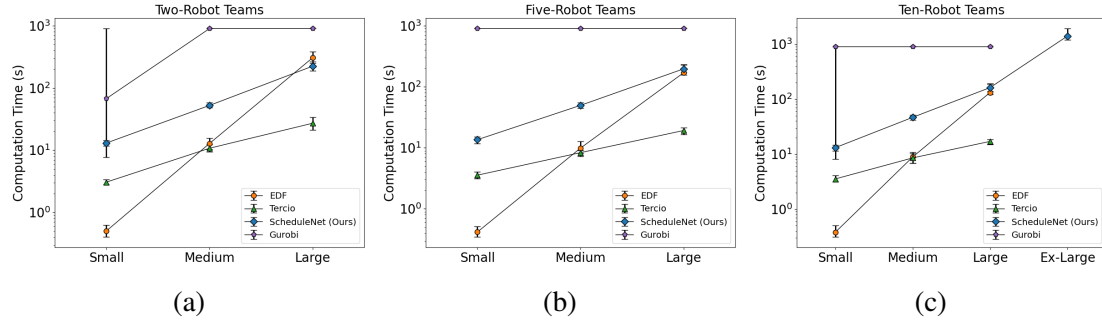 Two-Robot Teams
Computation Time (s)
10³
10²
10¹
10⁰
EDF
Tercio
ScheduleNet (Ours)
Gurobi
Small Medium Large
(a)
Five-Robot Teams
Computation Time (s)
10³
10²
10¹
10⁰
EDF
Tercio
ScheduleNet (Ours)
Gurobi
Small Medium Large
(b)
Ten-Robot Teams
Computation Time (s)
10³
10²
10¹
10⁰
EDF
Tercio
ScheduleNet (Ours)
Gurobi
Small Medium Large Ex-Large
(c)